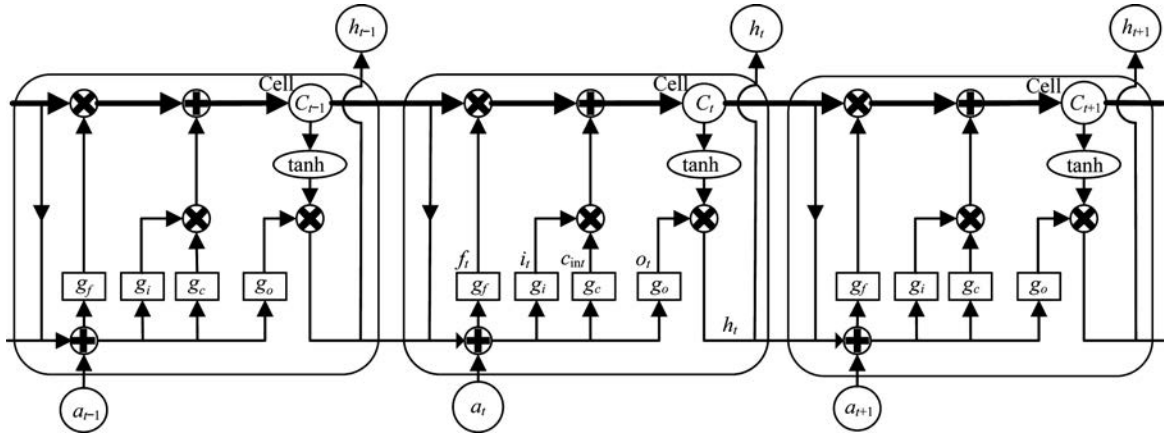 h_{t-1} h_t h_{t+1}
Cell Cell Cell
C_{t-1} C_t C_{t+1}
tanh tanh tanh
f_t i_t c_{int} o_t
g_f g_i g_c g_o g_f g_i g_c g_o g_f g_i g_c g_o
h_t
a_{t-1} a_t a_{t+1}